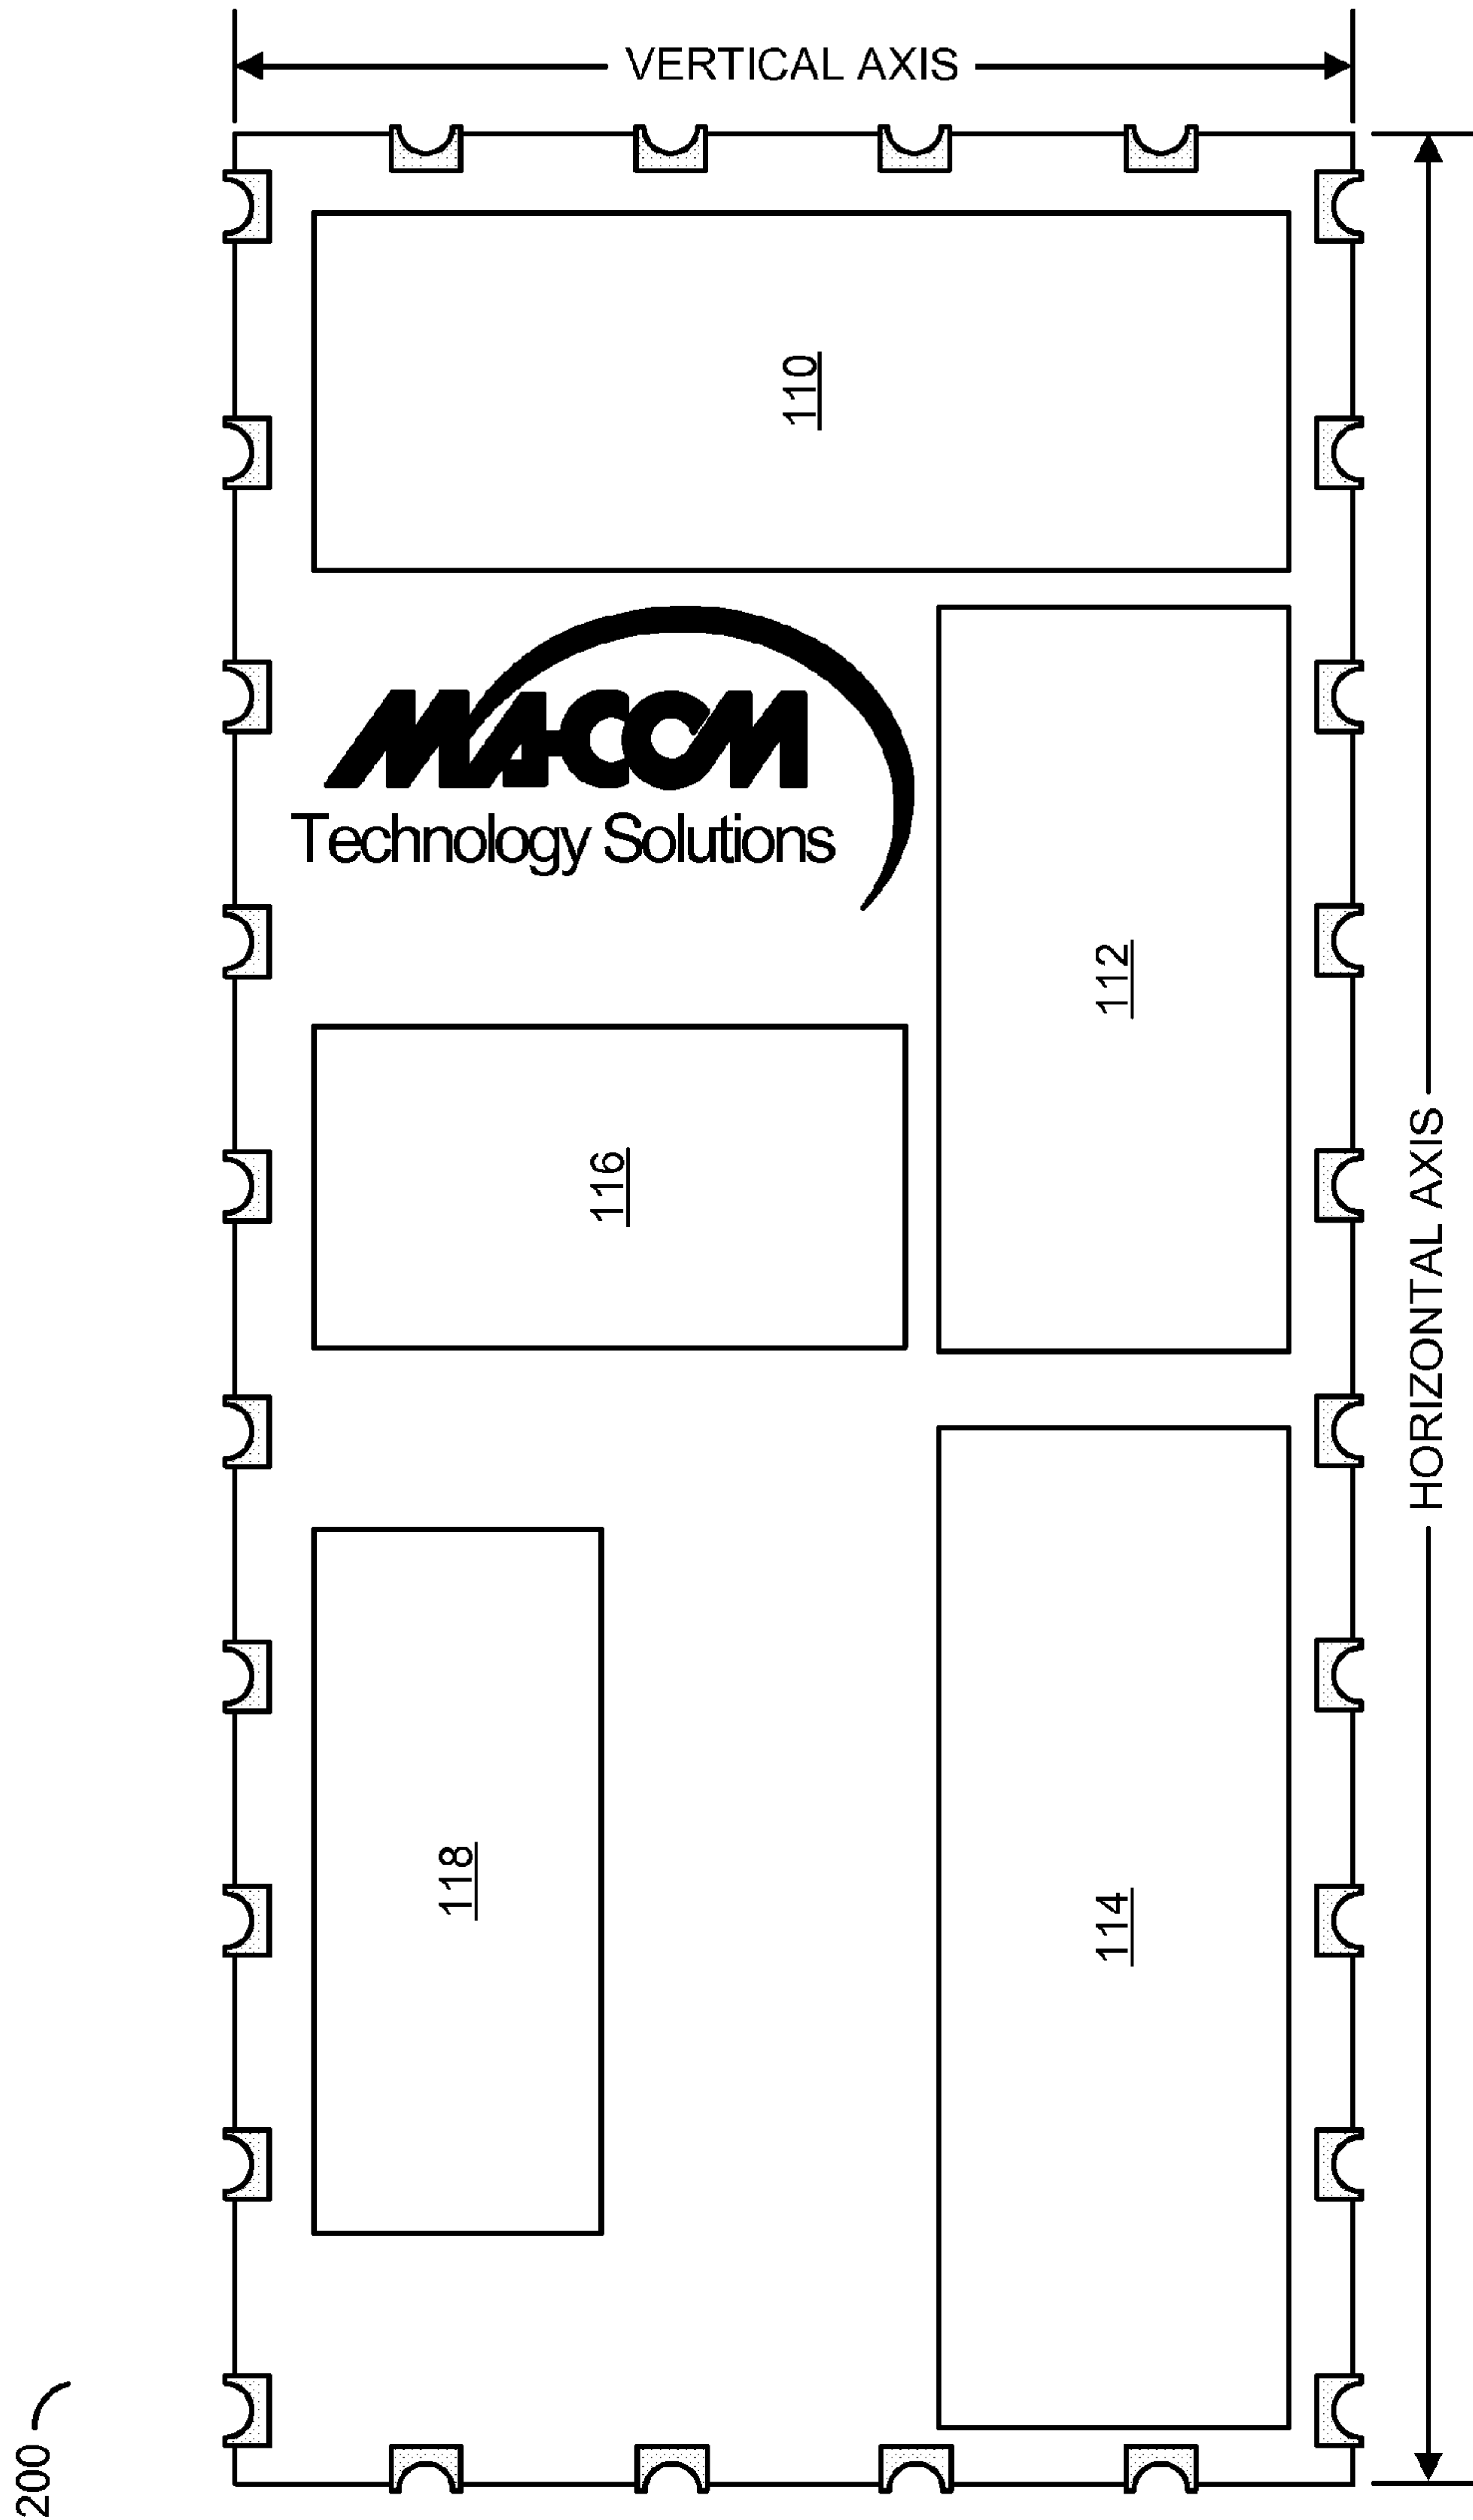 VERTICAL AXIS
110
M/A-COM
Technology Solutions
112
116
HORIZONTAL AXIS
118
114
200